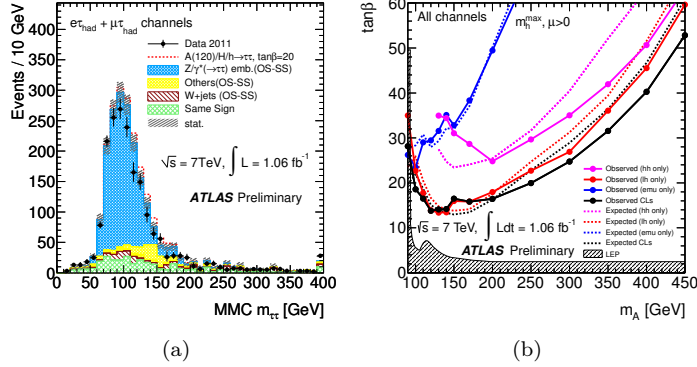 eτhad + μτhad channels
Data 2011
A(120)/H/h→ττ, tanβ=20
Z/γ*(→ττ) emb.(OS-SS)
Others(OS-SS)
W+jets (OS-SS)
Same Sign
stat.
√s = 7TeV, ∫ L = 1.06 fb⁻¹
ATLAS Preliminary
Events / 10 GeV
400
350
300
250
200
150
100
50
0
0 50 100 150 200 250 300 350 400
MMC mττ [GeV]
(a)
All channels
mhmax, μ>0
tanβ
60
50
40
30
20
10
0
Observed (hh only)
Observed (lh only)
Observed (emu only)
Observed CLs
Expected (hh only)
Expected (lh only)
Expected (emu only)
Expected CLs
LEP
√s = 7 TeV, ∫ Ldt = 1.06 fb⁻¹
ATLAS Preliminary
100 150 200 250 300 350 400 450
mA [GeV]
(b)